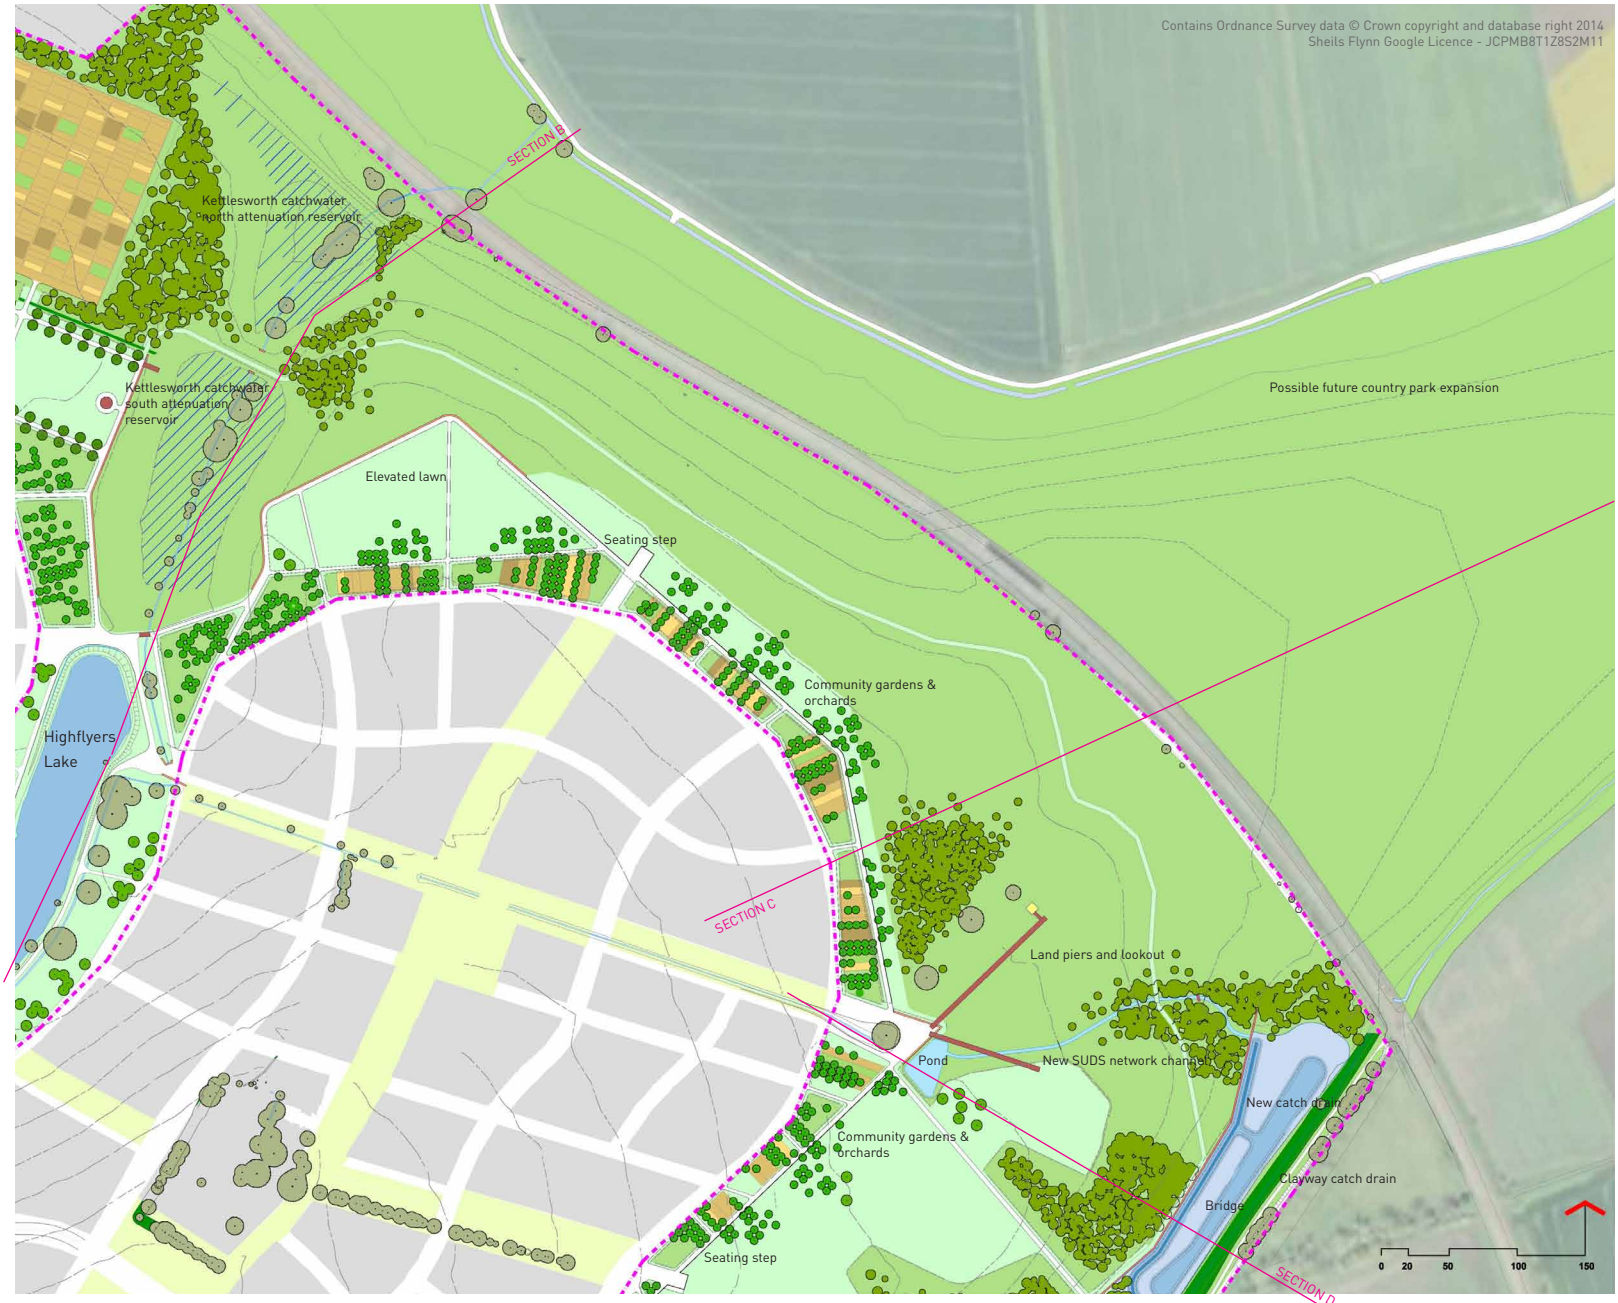 Contains Ordnance Survey data © Crown copyright and database right 2014
Sheils Flynn Google Licence - JCPMB8T1Z8S2M11
SECTION B
Kettlesworth catchwater
north attenuation reservoir
Kettlesworth catchwater
south attenuation
reservoir
Possible future country park expansion
Elevated lawn
Seating step
Community gardens &
orchards
Highflyers
Lake
SECTION C
Land piers and lookout
Pond
New SUDS network channel
New catch drain
Community gardens &
orchards
Clayway catch drain
Bridge
Seating step
SECTION D
0 20 50 100 150